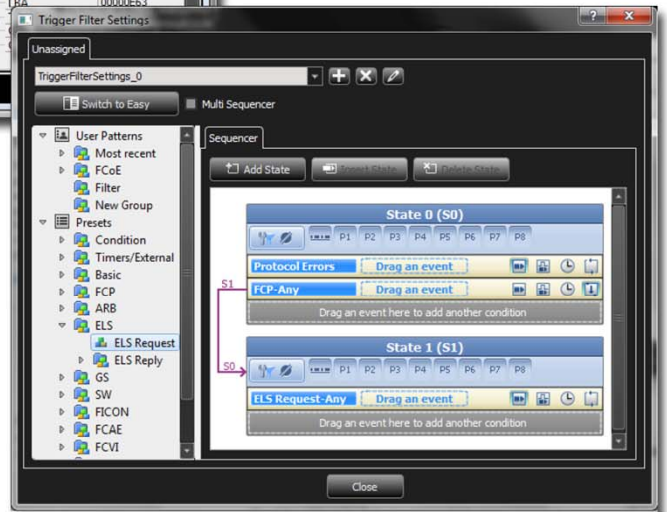 00000E63
Trigger Filter Settings
Unassigned
TriggerFilterSettings_0
Switch to Easy
Multi Sequencer
User Patterns
Most recent
FCoE
Filter
New Group
Presets
Condition
Timers/External
Basic
FCP
ARB
ELS
ELS Request
ELS Reply
GS
SW
FICON
FCAE
FCVI
Sequencer
Add State
Insert State
Delete State
State 0 (S0)
P1 P2 P3 P4 P5 P6 P7 P8
Protocol Errors Drag an event
S1
FCP-Any Drag an event
Drag an event here to add another condition
State 1 (S1)
S0
P1 P2 P3 P4 P5 P6 P7 P8
ELS Request-Any Drag an event
Drag an event here to add another condition
Close